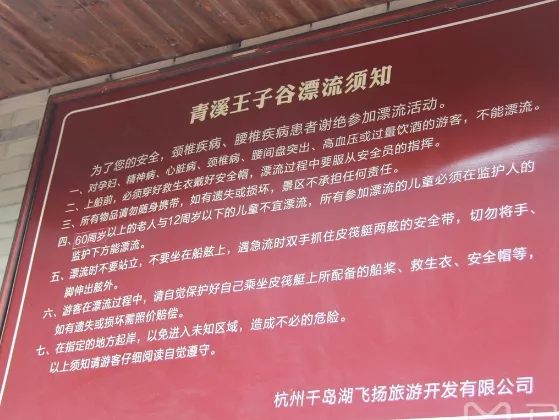 青溪王子谷漂流须知
为了您的安全，颈椎疾病、腰椎疾病患者谢绝参加漂流活动。
一、对孕妇、精神病、心脏病、颈椎病、腰间盘突出、高血压或过量饮酒的游客，不能漂流。
二、上船前，必须穿好救生衣戴好安全帽，漂流过程中要服从安全员的指挥。
三、所有物品请勿随身携带，如有遗失或损坏，景区不承担任何责任。
四、60周岁以上的老人与12周岁以下的儿童不宜漂流，所有参加漂流的儿童必须在监护人的
监护下方能漂流。
五、漂流时不要站立，不要坐在船舷上，遇急流时双手抓住皮筏艇两舷的安全带，切勿将手、
脚伸出舷外。
六、游客在漂流过程中，请自觉保护好自己乘坐皮筏艇上所配备的船桨、救生衣、安全帽等，
如有遗失或损坏需照价赔偿。
七、在指定的地方起岸，以免进入未知区域，造成不必的危险。
以上须知请游客仔细阅读自觉遵守。
杭州千岛湖飞扬旅游开发有限公司